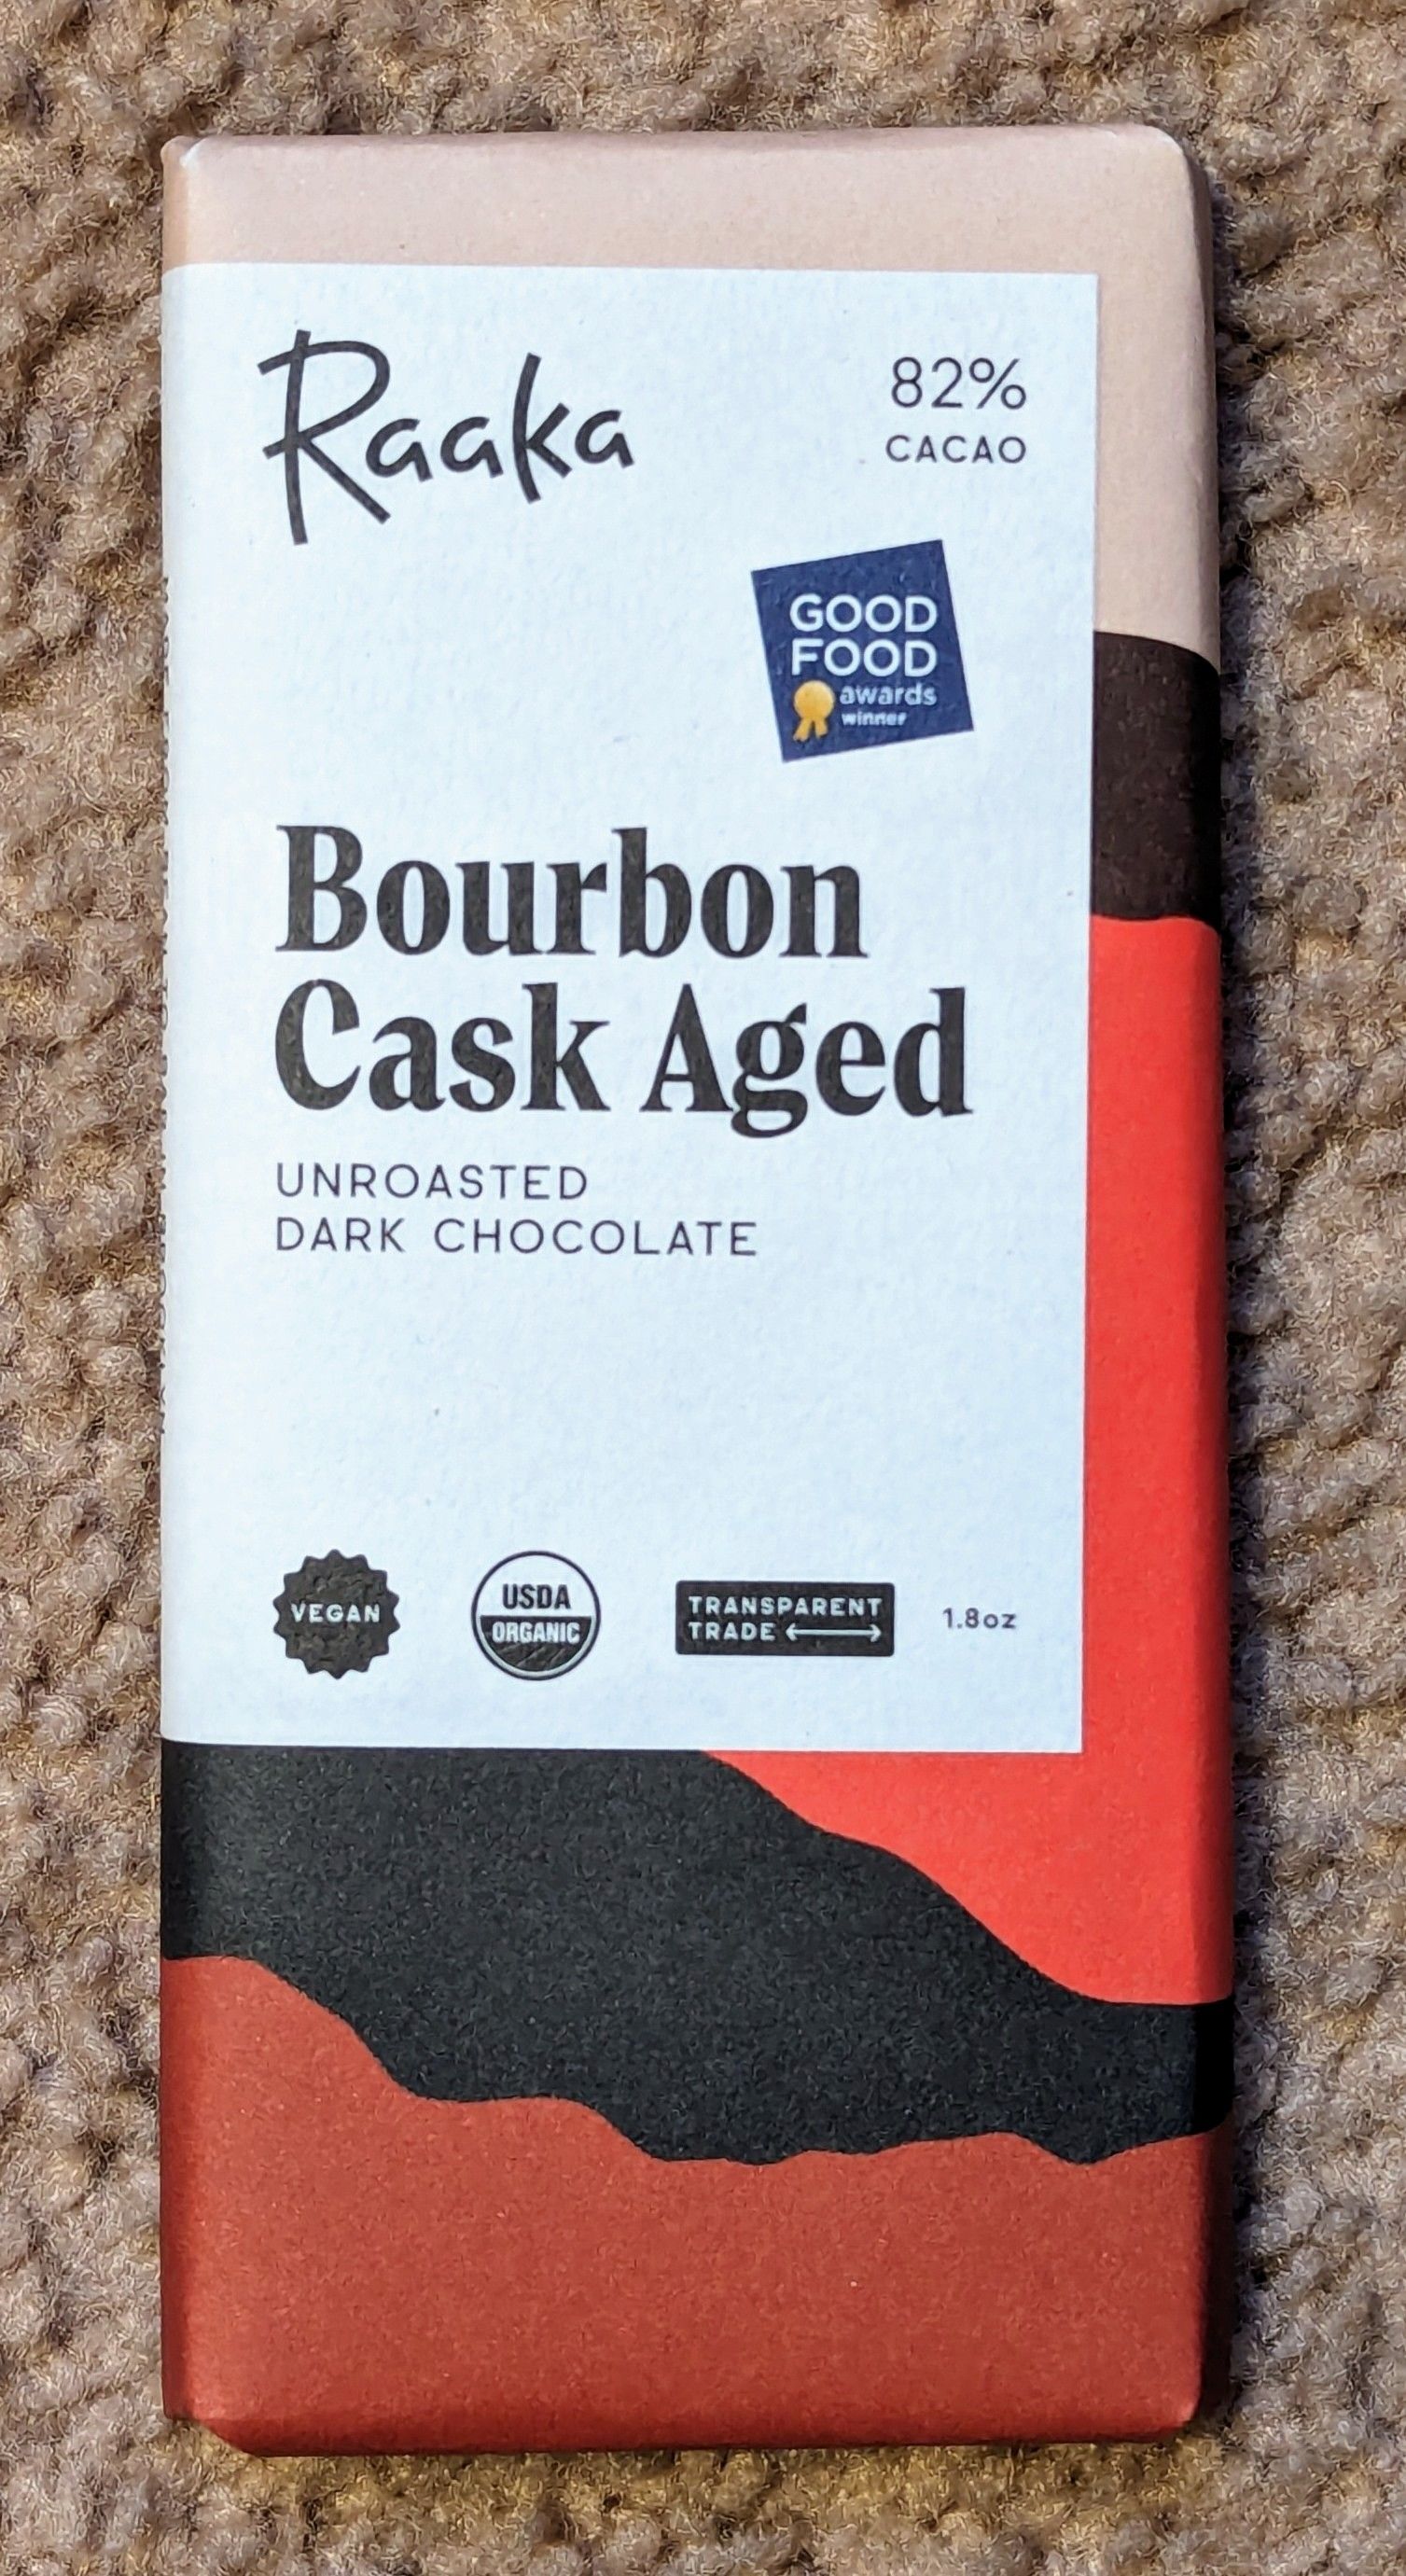 Raaka
82%
CACAO
GOOD
FOOD
awards
winner
Bourbon
Cask Aged
UNROASTED
DARK CHOCOLATE
VEGAN
USDA
ORGANIC
TRANSPARENT
TRADE
1.8oz